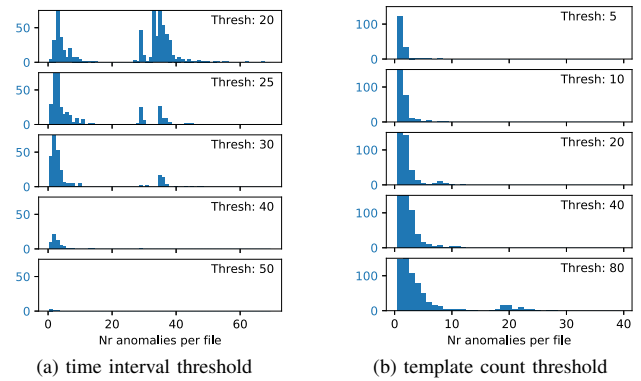 Thresh: 20
50
0
Thresh: 25
50
0
Thresh: 30
50
0
Thresh: 40
50
0
Thresh: 50
50
0
0 20 40 60
Nr anomalies per file
(a) time interval threshold
Thresh: 5
100
0
Thresh: 10
100
0
Thresh: 20
100
0
Thresh: 40
100
0
Thresh: 80
100
0
0 10 20 30 40
Nr anomalies per file
(b) template count threshold